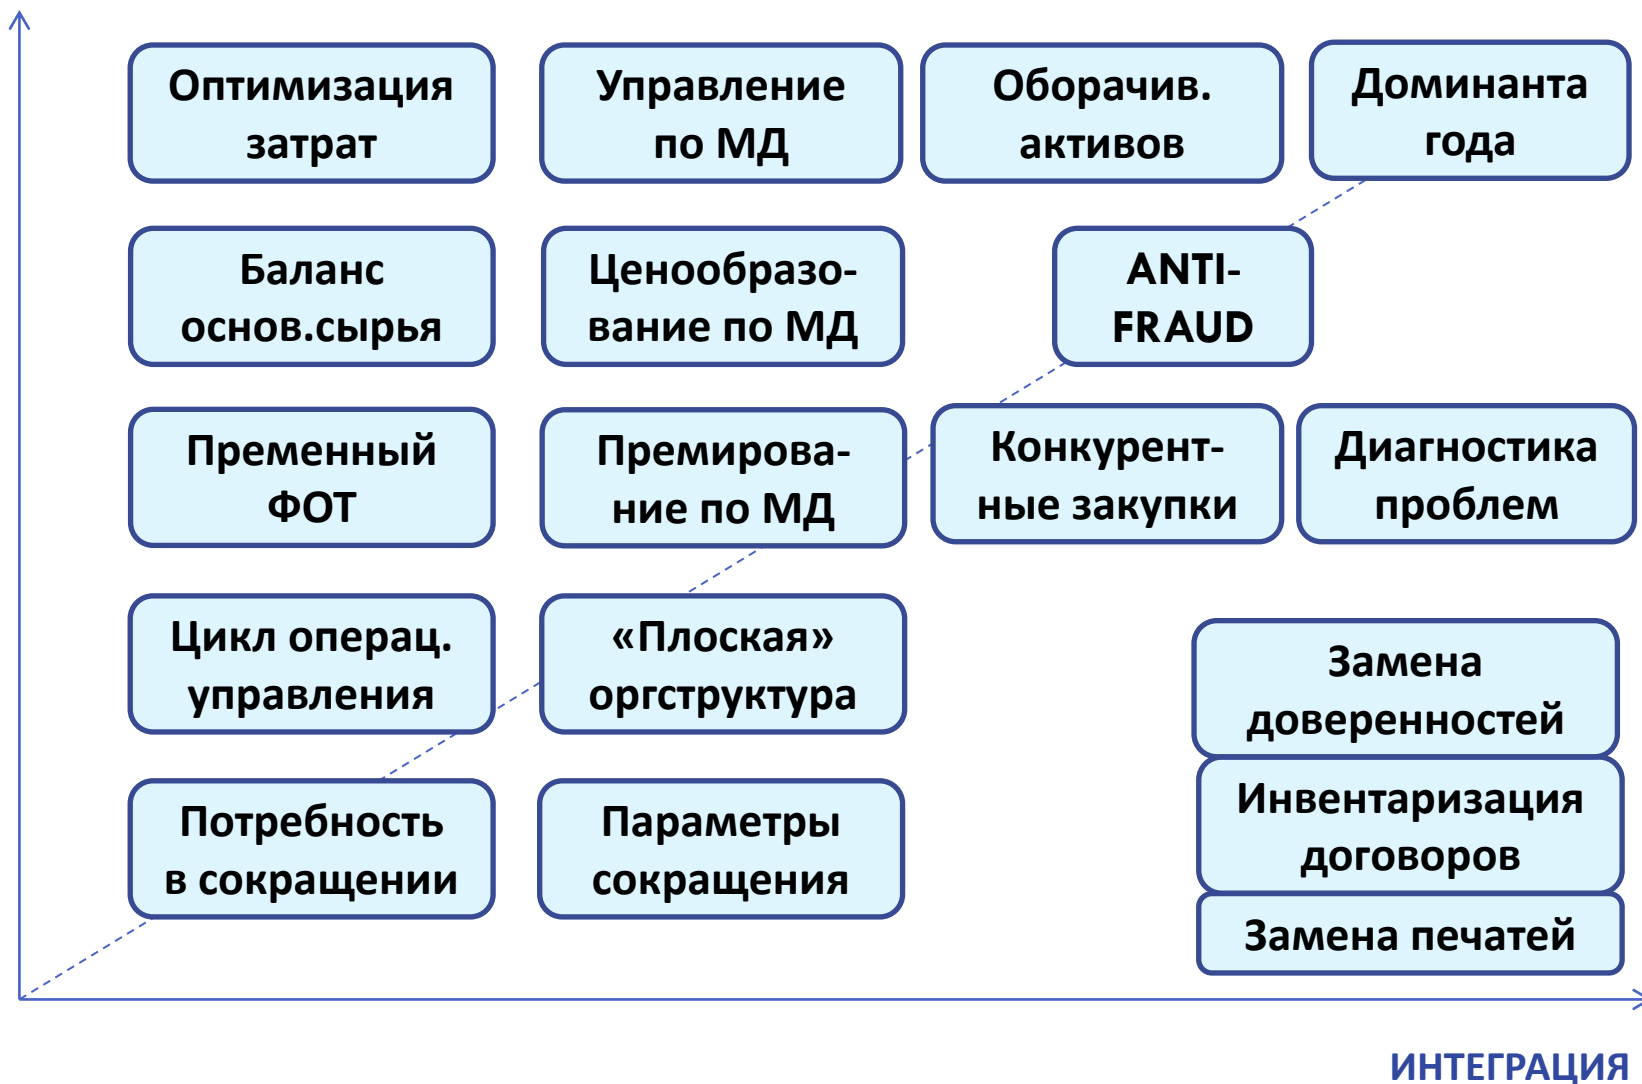 Оптимизация
затрат
Управление
по МД
Оборачив.
активов
Доминанта
года
Баланс
основ.сырья
Ценообразо-
вание по МД
ANTI-
FRAUD
Пременный
ФОТ
Премирова-
ние по МД
Конкурент-
ные закупки
Диагностика
проблем
Цикл операц.
управления
«Плоская»
оргструктура
Замена
доверенностей
Потребность
в сокращении
Параметры
сокращения
Инвентаризация
договоров
Замена печатей
ИНТЕГРАЦИЯ